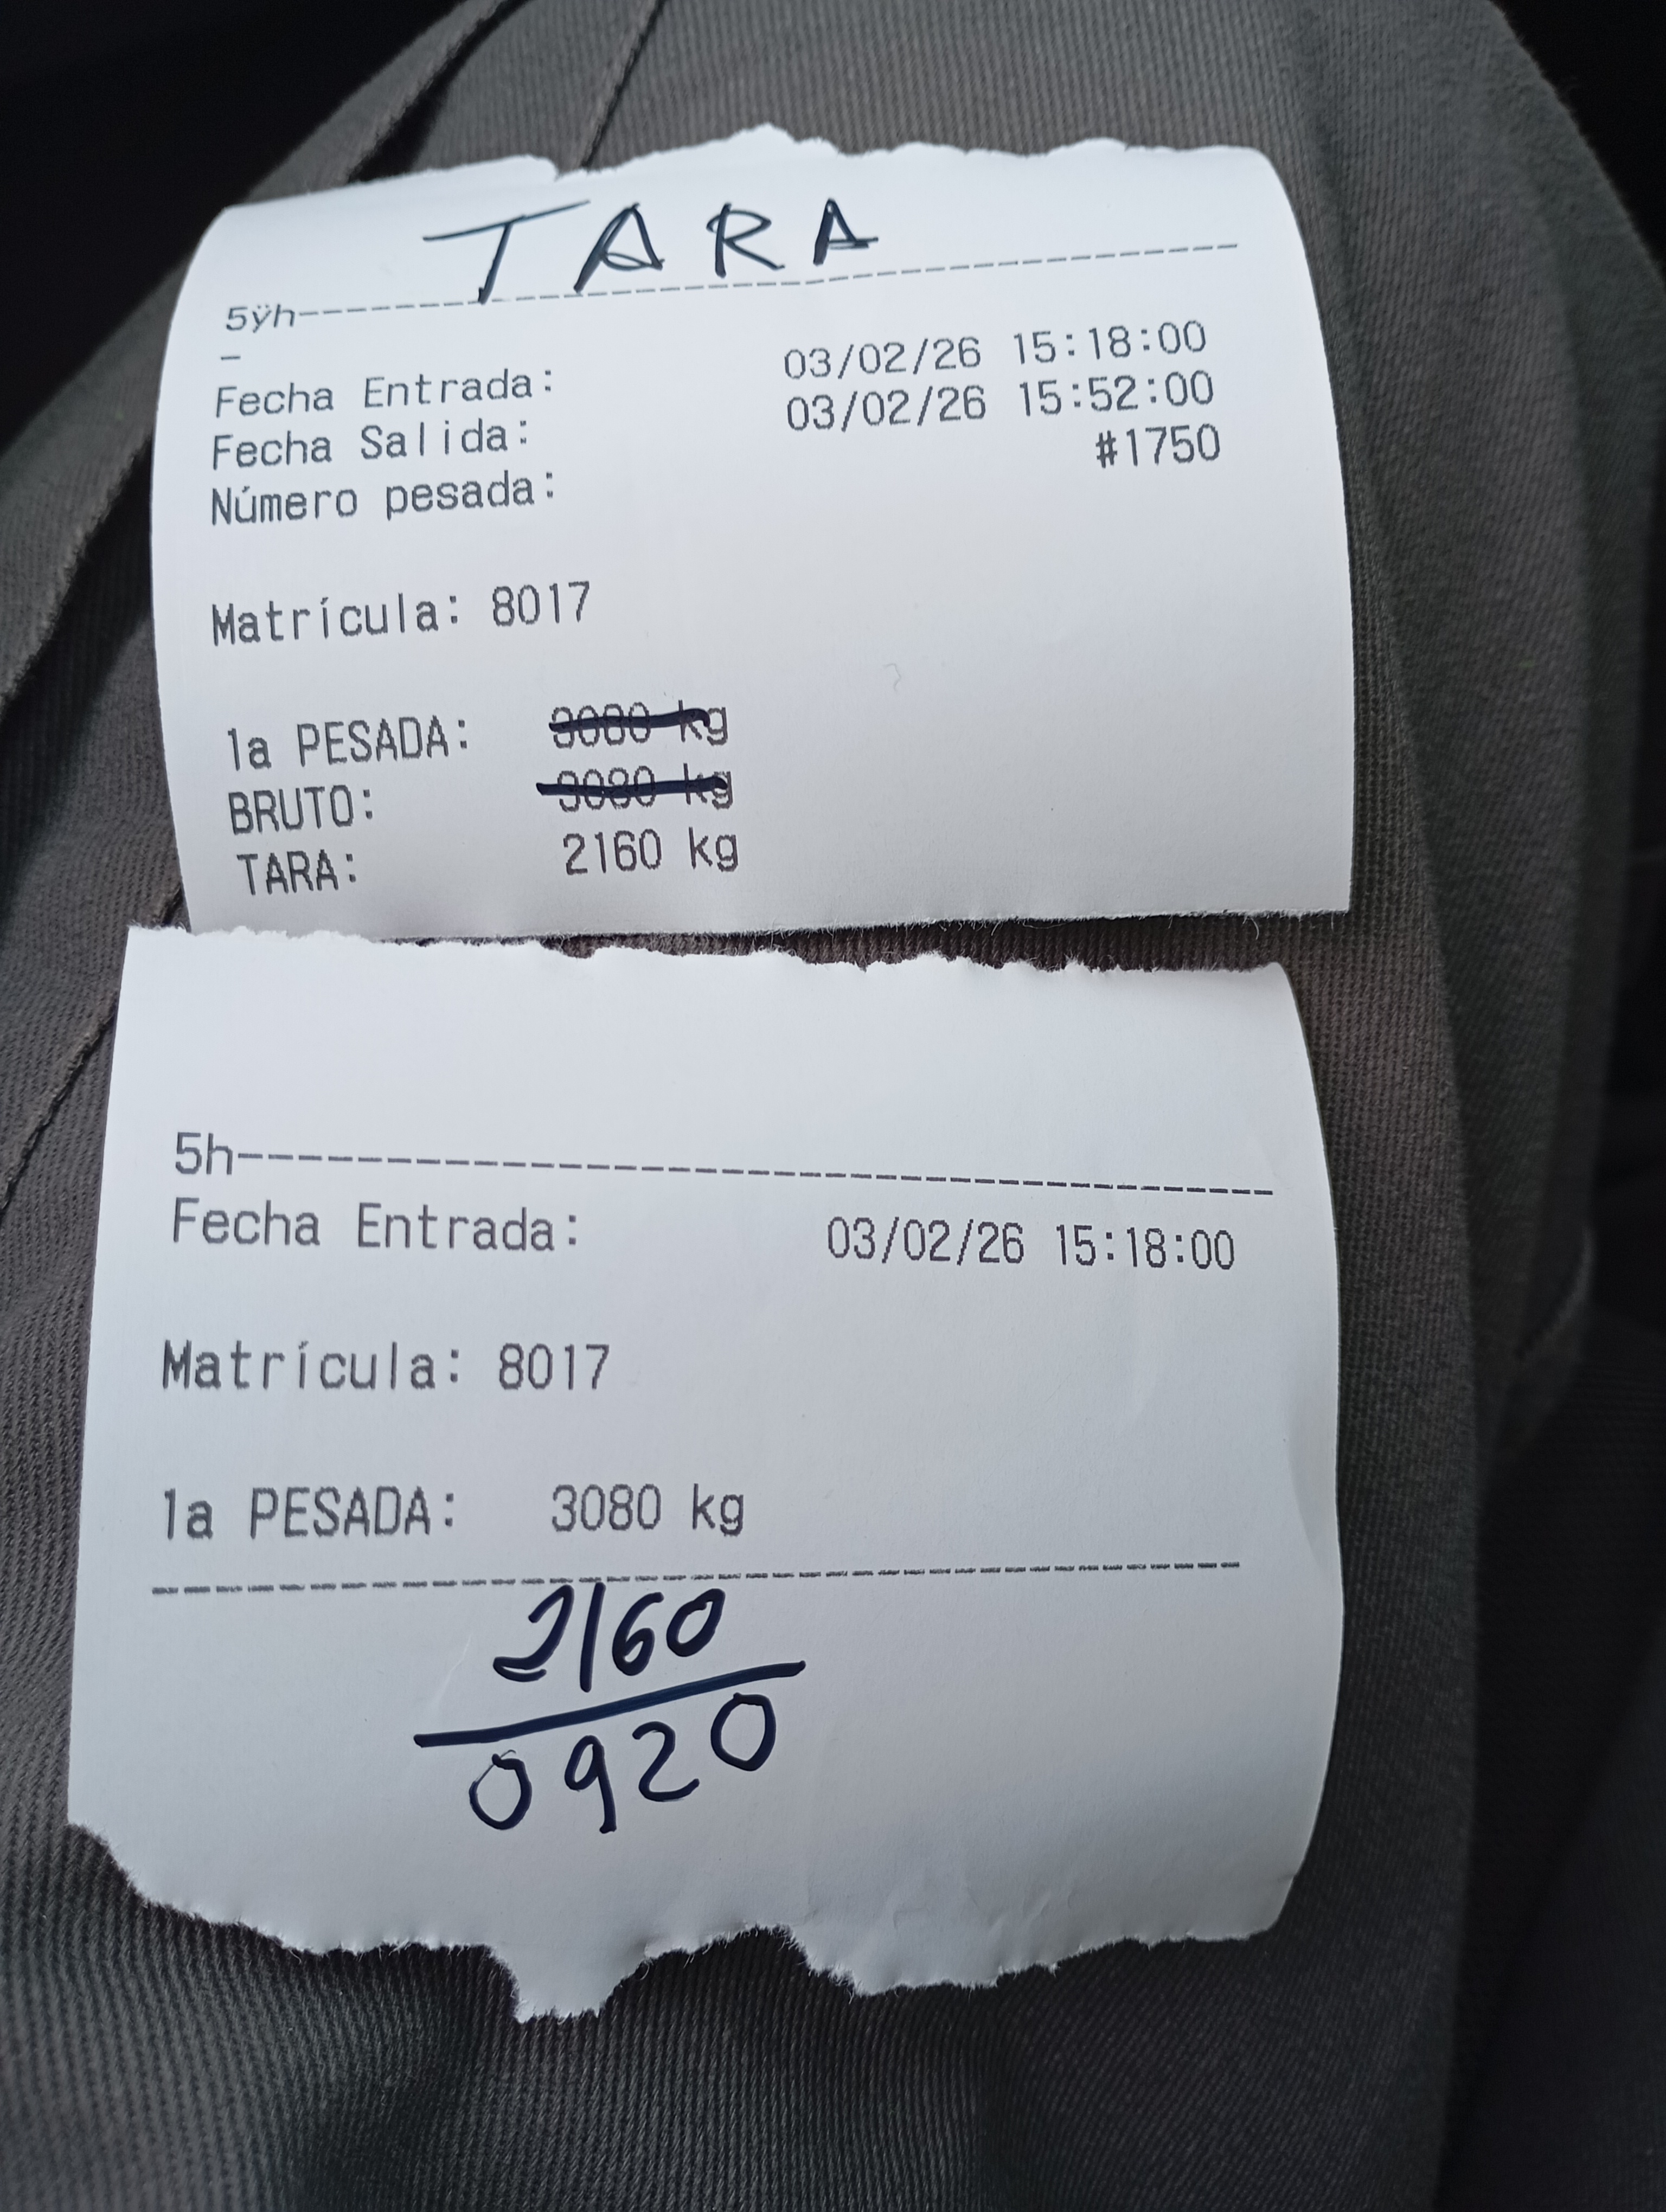 TARA
5ÿh--------------------------------
-
Fecha Entrada: 03/02/26 15:18:00
Fecha Salida: 03/02/26 15:52:00
Número pesada: #1750
Matrícula: 8017
1a PESADA: 3080 kg
BRUTO: 3080 kg
TARA: 2160 kg
5h-----------------------------------
Fecha Entrada: 03/02/26 15:18:00
Matrícula: 8017
1a PESADA: 3080 kg
2160
0920